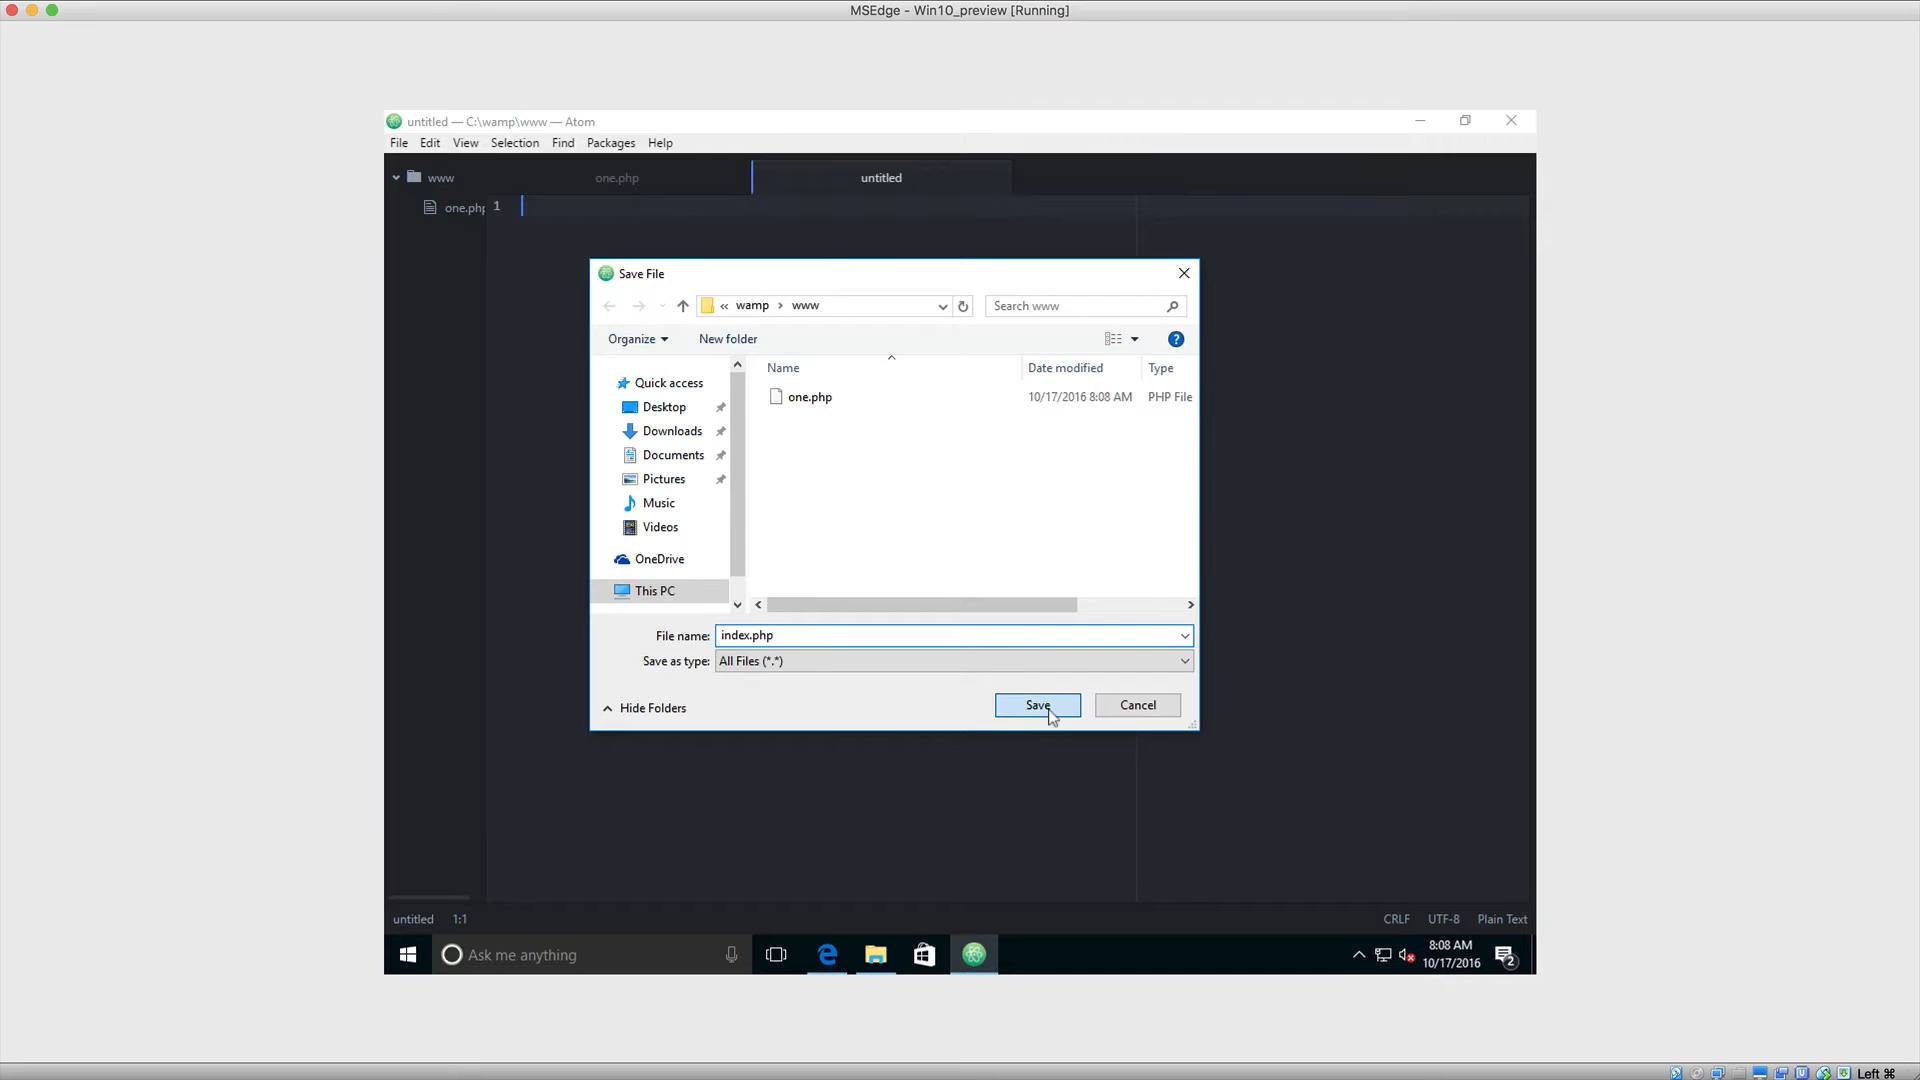 MSEdge - Win10_preview [Running]
untitled — C:\wamp\www — Atom
File Edit View Selection Find Packages Help
www one.php untitled
one.php 1
Save File
« wamp › www Search www
Organize New folder
Name Date modified Type
Quick access
one.php 10/17/2016 8:08 AM PHP File
Desktop
Downloads
Documents
Pictures
Music
Videos
OneDrive
This PC
File name: index.php
Save as type: All Files (*.*)
Hide Folders Save Cancel
untitled 1:1 CRLF UTF-8 Plain Text
Ask me anything
8:08 AM
10/17/2016
2
Left ⌘